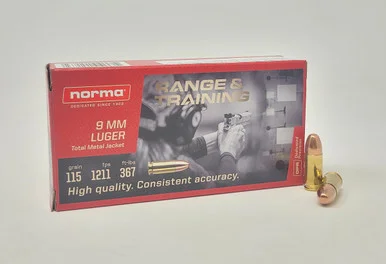 norma
DEDICATED SINCE 1902
RANGE &
TRAINING
9 MM
LUGER
Total Metal Jacket
grain fps ft-lbs
115 1211 367
High quality. Consistent accuracy.